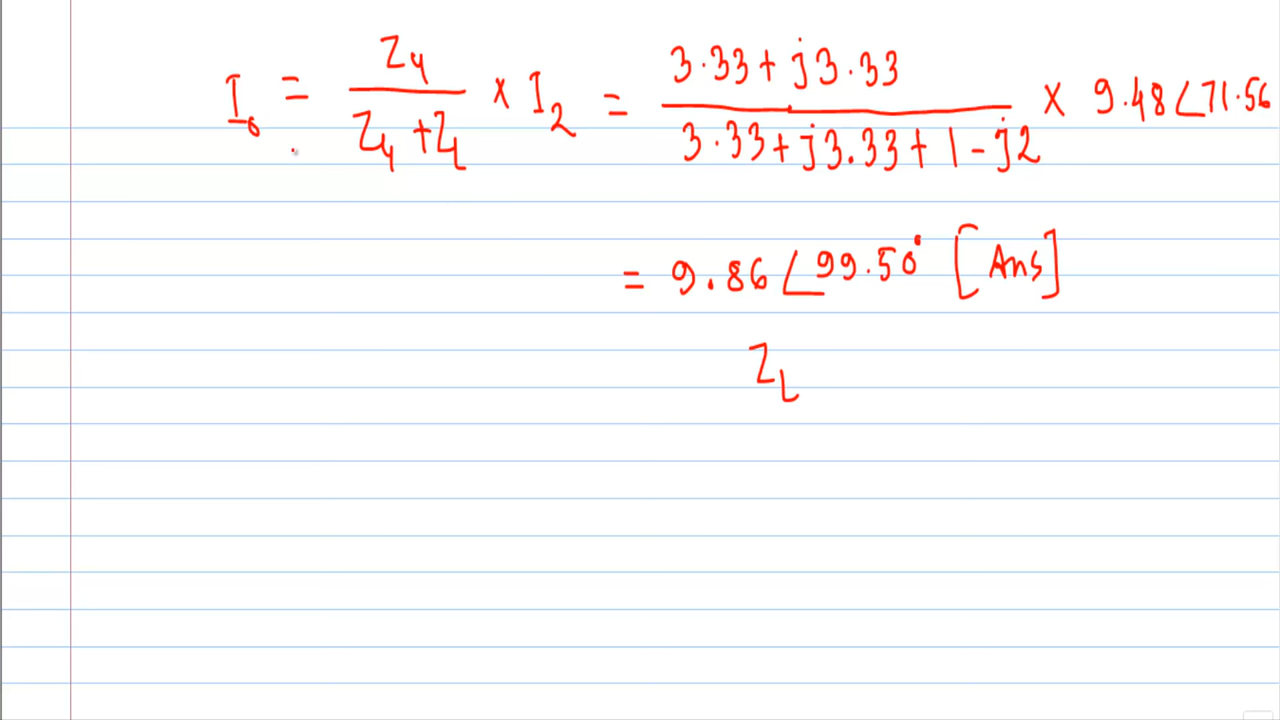 I₀ = Z₄ / (Z₄ + Z_L) × I₂ = (3.33 + j3.33) / (3.33 + j3.33 + 1 - j2) × 9.48∠71.56
= 9.86∠99.50° [Ans]
Z_L